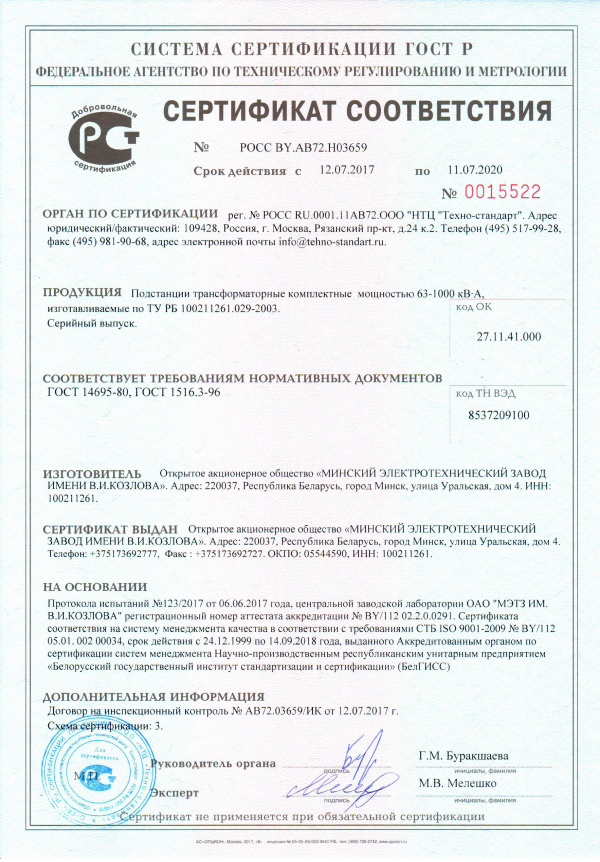 СИСТЕМА СЕРТИФИКАЦИИ ГОСТ Р
ФЕДЕРАЛЬНОЕ АГЕНТСТВО ПО ТЕХНИЧЕСКОМУ РЕГУЛИРОВАНИЮ И МЕТРОЛОГИИ
Добровольная
сертификация
СЕРТИФИКАТ СООТВЕТСТВИЯ
№ РОСС BY.АВ72.Н03659
Срок действия с 12.07.2017 по 11.07.2020
№ 0015522
ОРГАН ПО СЕРТИФИКАЦИИ рег. № РОСС RU.0001.11АВ72.ООО "НТЦ "Техно-стандарт". Адрес
юридический/фактический: 109428, Россия, г. Москва, Рязанский пр-кт, д.24 к.2. Телефон (495) 517-99-28,
факс (495) 981-90-68, адрес электронной почты info@tehno-standart.ru.
ПРОДУКЦИЯ Подстанции трансформаторные комплектные мощностью 63-1000 кВ·А,
изготавливаемые по ТУ РБ 100211261.029-2003.
Серийный выпуск.
код ОК
27.11.41.000
СООТВЕТСТВУЕТ ТРЕБОВАНИЯМ НОРМАТИВНЫХ ДОКУМЕНТОВ
ГОСТ 14695-80, ГОСТ 1516.3-96
код ТН ВЭД
8537209100
ИЗГОТОВИТЕЛЬ Открытое акционерное общество «МИНСКИЙ ЭЛЕКТРОТЕХНИЧЕСКИЙ ЗАВОД
ИМЕНИ В.И.КОЗЛОВА». Адрес: 220037, Республика Беларусь, город Минск, улица Уральская, дом 4. ИНН:
100211261.
СЕРТИФИКАТ ВЫДАН Открытое акционерное общество «МИНСКИЙ ЭЛЕКТРОТЕХНИЧЕСКИЙ
ЗАВОД ИМЕНИ В.И.КОЗЛОВА». Адрес: 220037, Республика Беларусь, город Минск, улица Уральская, дом 4.
Телефон: +375173692777, Факс : +375173692727. ОКПО: 05544590, ИНН: 100211261.
НА ОСНОВАНИИ
Протокола испытаний №123/2017 от 06.06.2017 года, центральной заводской лаборатории ОАО "МЭТЗ ИМ.
В.И.КОЗЛОВА" регистрационный номер аттестата аккредитации № BY/112 02.2.0.0291. Сертификата
соответствия на систему менеджмента качества в соответствии с требованиями СТБ ISO 9001-2009 № BY/112
05.01. 002 00034, срок действия с 24.12.1999 по 14.09.2018 года, выданного Аккредитованным органом по
сертификации систем менеджмента Научно-производственным республиканским унитарным предприятием
«Белорусский государственный институт стандартизации и сертификации» (БелГИСС)
ДОПОЛНИТЕЛЬНАЯ ИНФОРМАЦИЯ
Договор на инспекционный контроль № АВ72.03659/ИК от 12.07.2017 г.
Схема сертификации: 3.
Для
сертификатов
М.П.
Руководитель органа
подпись
Г.М. Буракшаева
инициалы, фамилия
Эксперт
подпись
М.В. Мелешко
инициалы, фамилия
Сертификат не применяется при обязательной сертификации